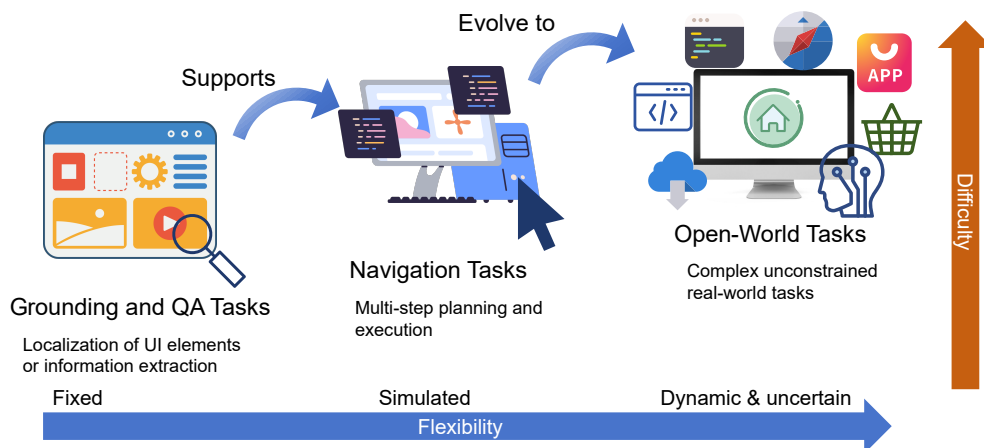 Evolve to
Supports
APP
</>
Difficulty
Open-World Tasks
Complex unconstrained
real-world tasks
Navigation Tasks
Multi-step planning and
execution
Grounding and QA Tasks
Localization of UI elements
or information extraction
Fixed
Simulated
Dynamic & uncertain
Flexibility